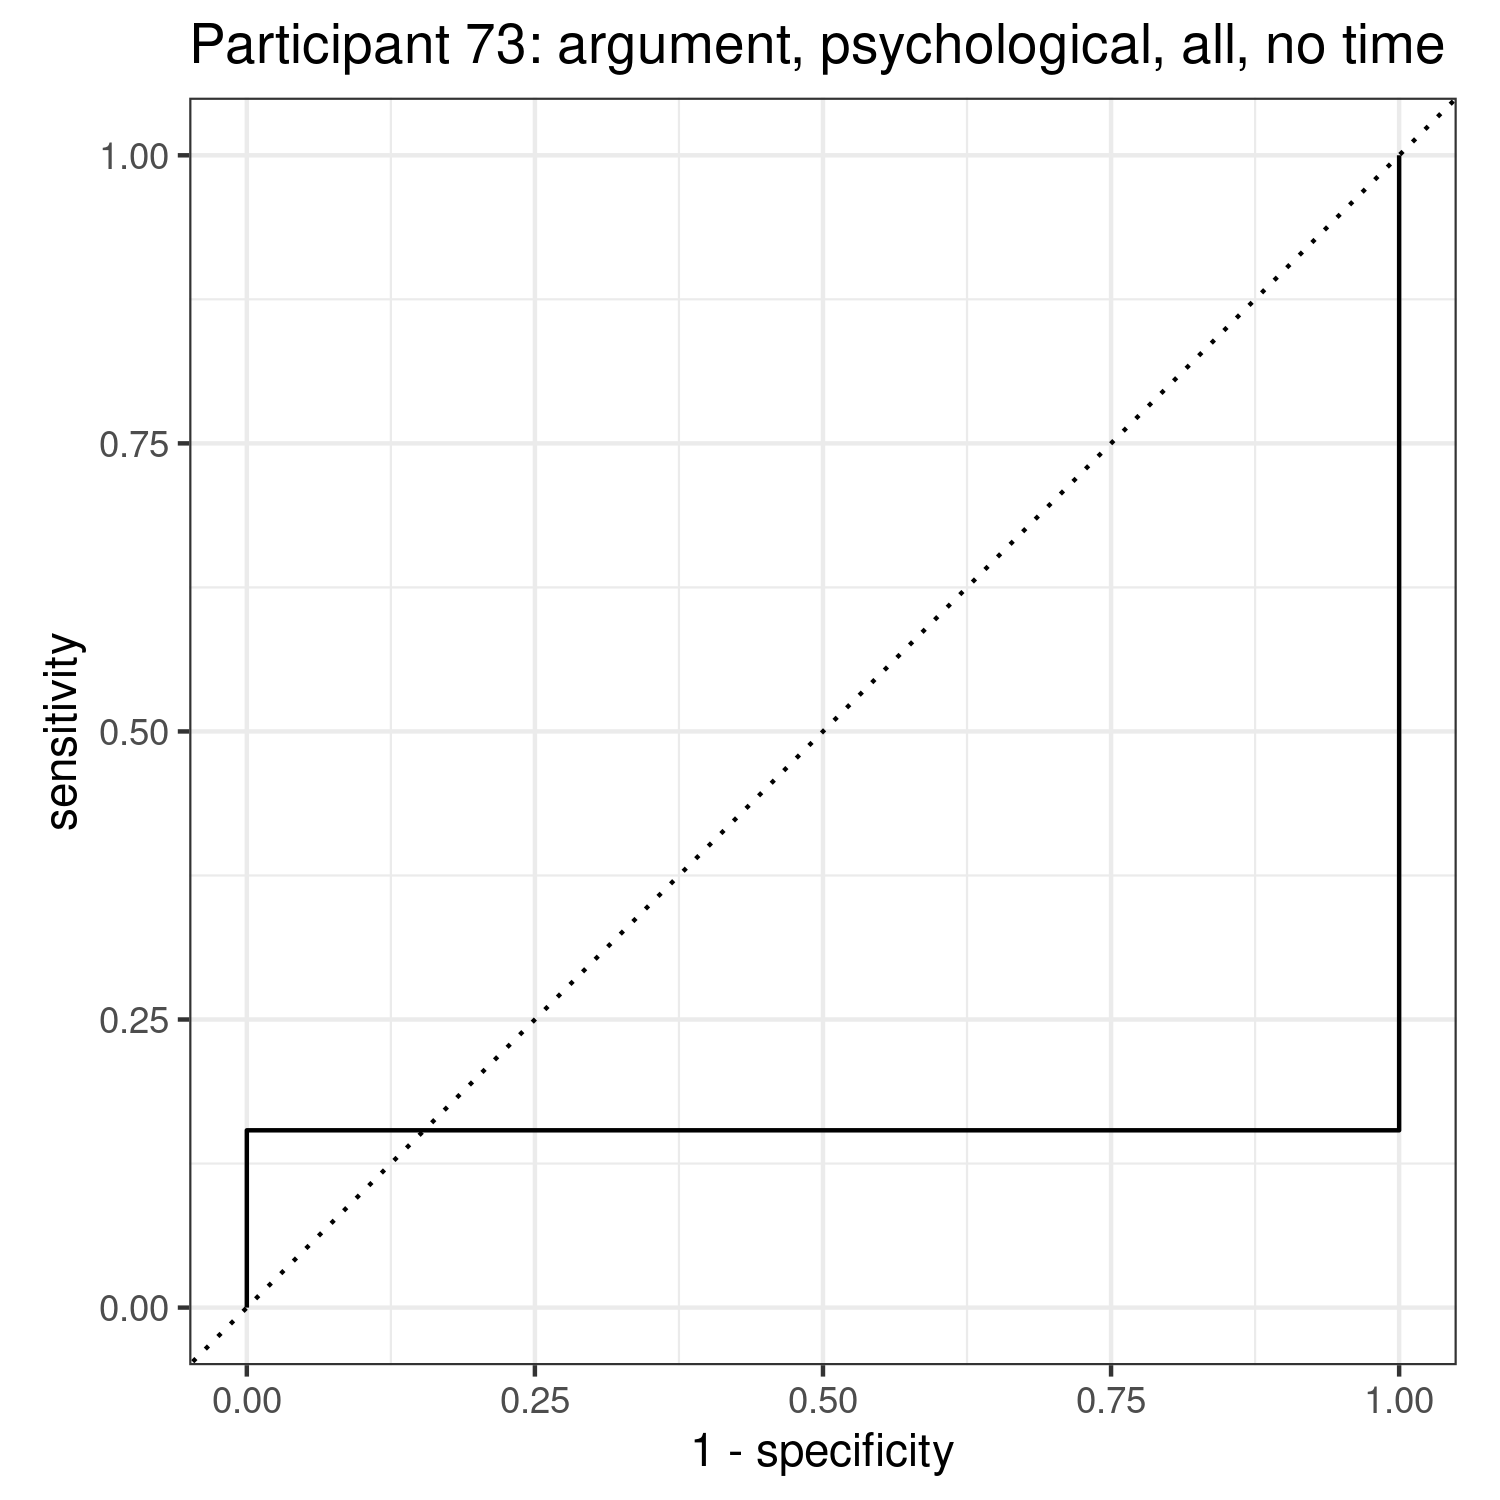 Participant 73: argument, psychological, all, no time
1.00
0.75
0.50
0.25
0.00
sensitivity
0.00 0.25 0.50 0.75 1.00
1 - specificity